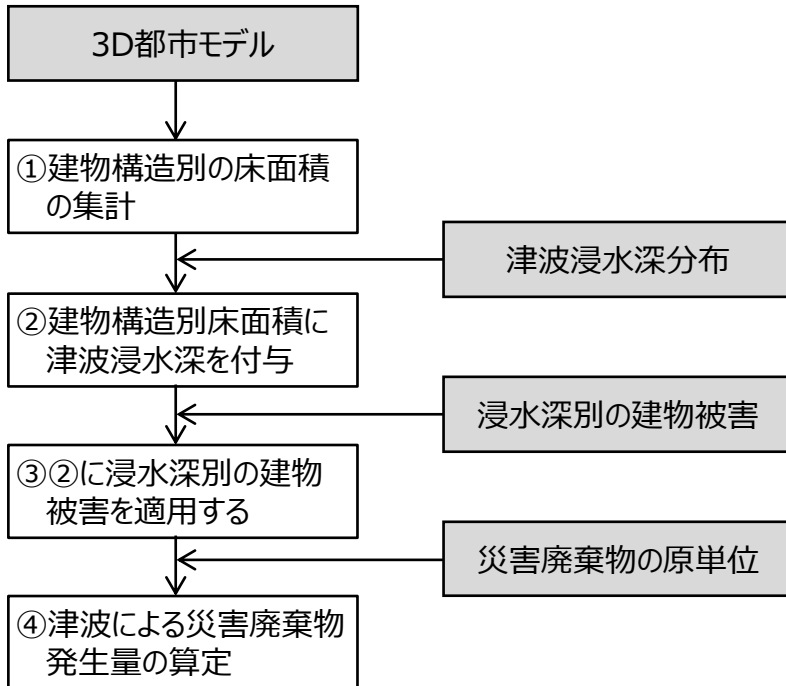 3D都市モデル
①建物構造別の床面積
の集計
津波浸水深分布
②建物構造別床面積に
津波浸水深を付与
浸水深別の建物被害
③②に浸水深別の建物
被害を適用する
災害廃棄物の原単位
④津波による災害廃棄物
発生量の算定